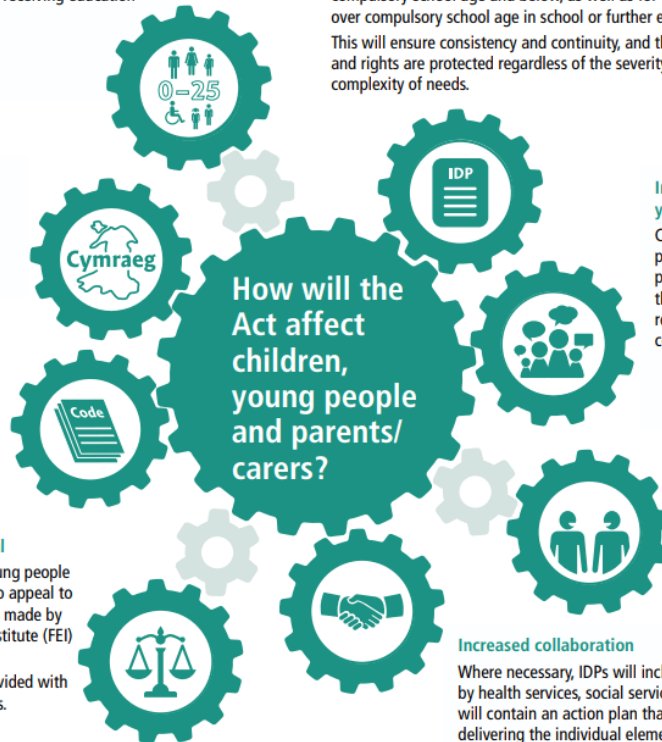 receiving education
compulsory school age and below, as well as for
over compulsory school age in school or further e
This will ensure consistency and continuity, and th
and rights are protected regardless of the severity
complexity of needs.
0–25
IDP
Cymraeg
Code
How will the
Act affect
children,
young people
and parents/
carers?
ung people
o appeal to
made by
stitute (FEI)
vided with
s.
Increased collaboration
Where necessary, IDPs will incl
by health services, social servic
will contain an action plan tha
delivering the individual eleme